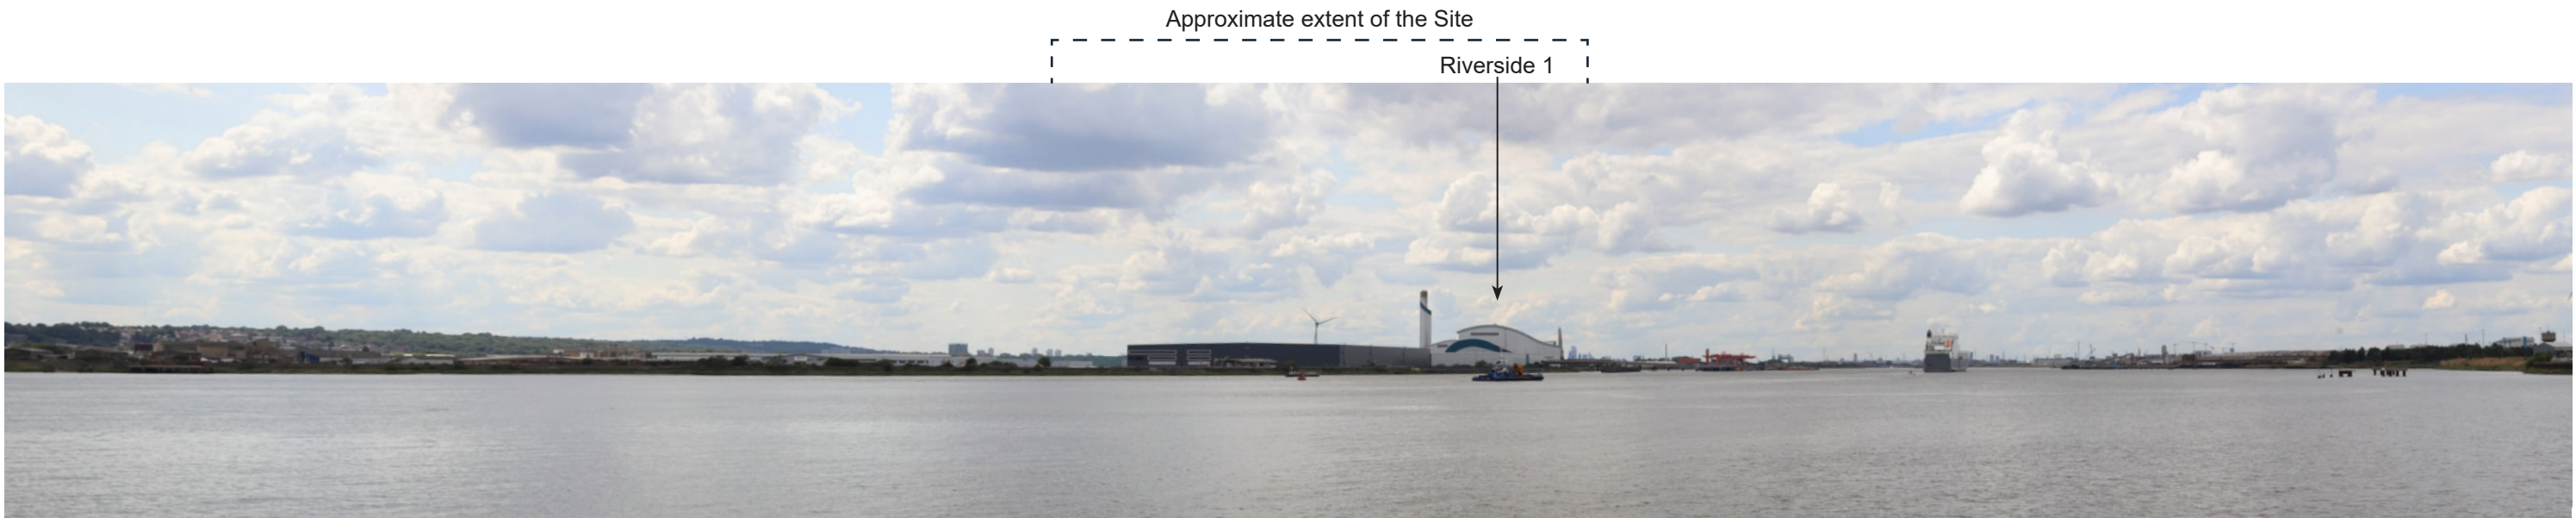 Approximate extent of the Site
Riverside 1